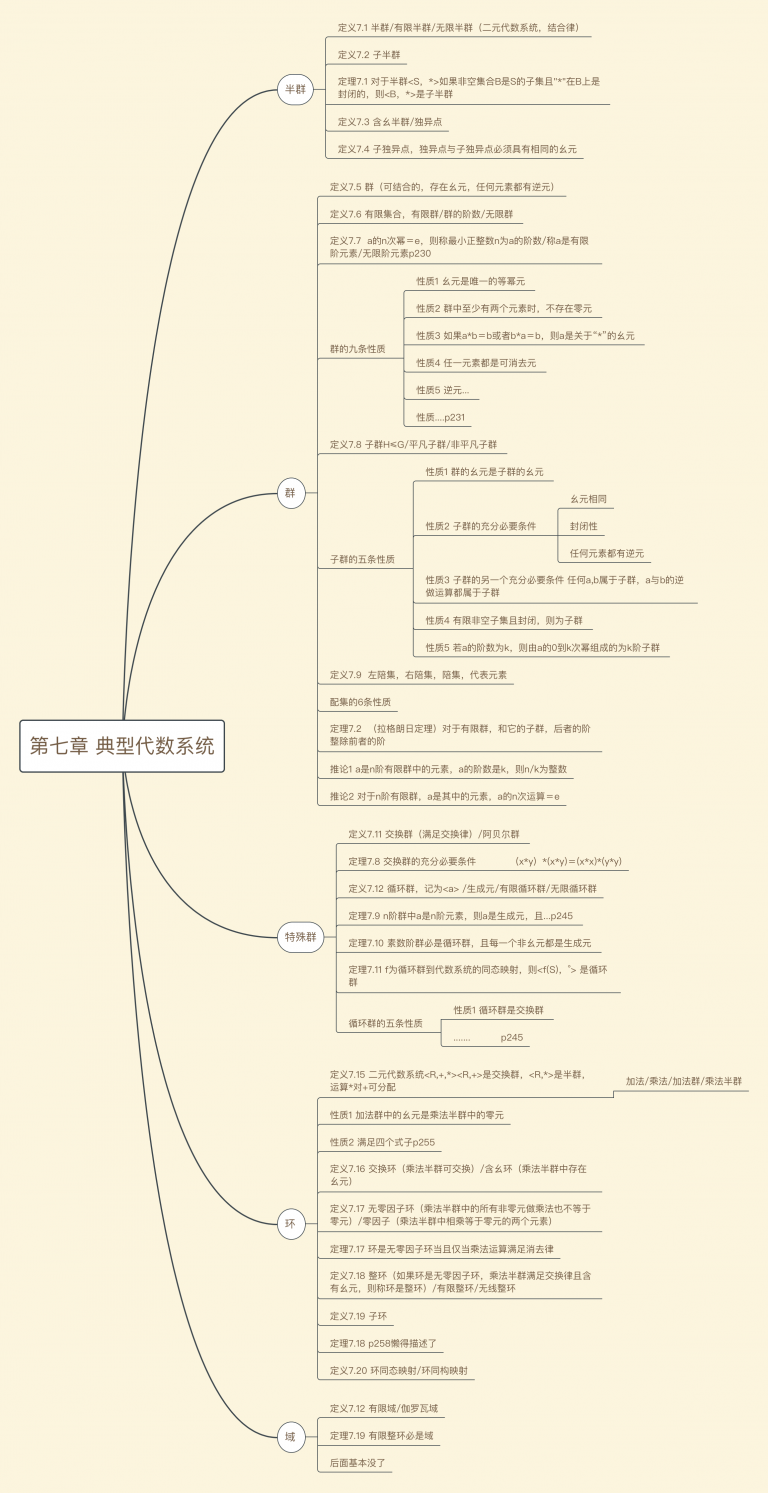 第七章 典型代数系统
半群
定义7.1 半群/有限半群/无限半群（二元代数系统，结合律）
定义7.2 子半群
定理7.1 对于半群<S，*>如果非空集合B是S的子集且"*"在B上是
封闭的，则<B，*>是子半群
定义7.3 含幺半群/独异点
定义7.4 子独异点，独异点与子独异点必须具有相同的幺元
群
定义7.5 群（可结合的，存在幺元，任何元素都有逆元）
定义7.6 有限集合，有限群/群的阶数/无限群
定义7.7 a的n次幂＝e，则称最小正整数n为a的阶数/称a是有限
阶元素/无限阶元素p230
群的九条性质
性质1 幺元是唯一的等幂元
性质2 群中至少有两个元素时，不存在零元
性质3 如果a*b＝b或者b*a＝b，则a是关于“*”的幺元
性质4 任一元素都是可消去元
性质5 逆元...
性质....p231
定义7.8 子群H≤G/平凡子群/非平凡子群
子群的五条性质
性质1 群的幺元是子群的幺元
性质2 子群的充分必要条件
幺元相同
封闭性
任何元素都有逆元
性质3 子群的另一个充分必要条件 任何a,b属于子群，a与b的逆
做运算都属于子群
性质4 有限非空子集且封闭，则为子群
性质5 若a的阶数为k，则由a的0到k次幂组成的为k阶子群
定义7.9 左陪集，右陪集，陪集，代表元素
配集的6条性质
定理7.2 （拉格朗日定理）对于有限群，和它的子群，后者的阶
整除前者的阶
推论1 a是n阶有限群中的元素，a的阶数是k，则n/k为整数
推论2 对于n阶有限群，a是其中的元素，a的n次运算＝e
特殊群
定义7.11 交换群（满足交换律）/阿贝尔群
定理7.8 交换群的充分必要条件 （x*y）*(x*y)＝(x*x)*(y*y)
定义7.12 循环群，记为<a> /生成元/有限循环群/无限循环群
定理7.9 n阶群中a是n阶元素，则a是生成元，且...p245
定理7.10 素数阶群必是循环群，且每一个非幺元都是生成元
定理7.11 f为循环群到代数系统的同态映射，则<f(S)，°> 是循环
群
循环群的五条性质
性质1 循环群是交换群
....... p245
环
定义7.15 二元代数系统<R,+,*><R,+>是交换群，<R,*>是半群，
运算*对+可分配
加法/乘法/加法群/乘法半群
性质1 加法群中的幺元是乘法半群中的零元
性质2 满足四个式子p255
定义7.16 交换环（乘法半群可交换）/含幺环（乘法半群中存在
幺元）
定义7.17 无零因子环（乘法半群中的所有非零元做乘法也不等于
零元）/零因子（乘法半群中相乘等于零元的两个元素）
定理7.17 环是无零因子环当且仅当乘法运算满足消去律
定义7.18 整环（如果环是无零因子环，乘法半群满足交换律且含
有幺元，则称环是整环）/有限整环/无线整环
定义7.19 子环
定理7.18 p258懒得描述了
定义7.20 环同态映射/环同构映射
域
定义7.12 有限域/伽罗瓦域
定理7.19 有限整环必是域
后面基本没了